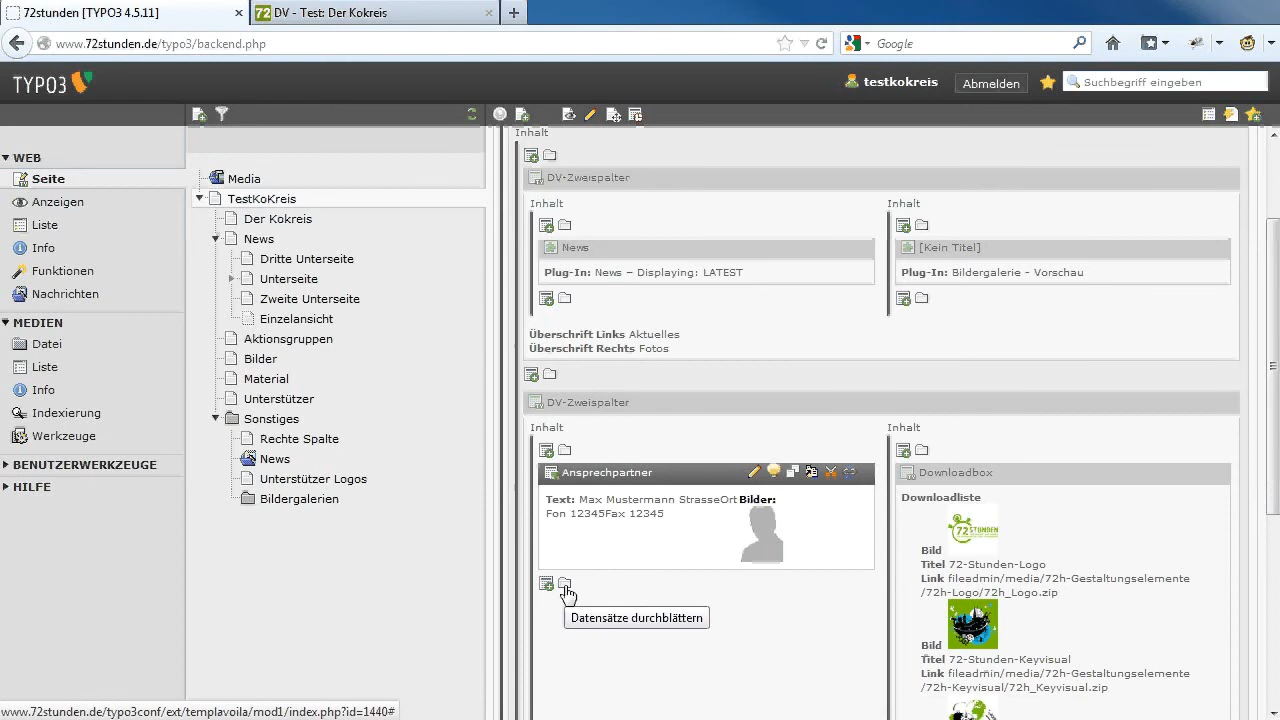 72stunden [TYPO3 4.5.11]
72 DV - Test: Der Kokreis
www.72stunden.de/typo3/backend.php
Google
TYPO3
testkokreis
Abmelden
Suchbegriff eingeben
WEB
Seite
Anzeigen
Liste
Info
Funktionen
Nachrichten
MEDIEN
Datei
Liste
Info
Indexierung
Werkzeuge
BENUTZERWERKZEUGE
HILFE
Media
TestKoKreis
Der Kokreis
News
Dritte Unterseite
Unterseite
Zweite Unterseite
Einzelansicht
Aktionsgruppen
Bilder
Material
Unterstützer
Sonstiges
Rechte Spalte
News
Unterstützer Logos
Bildergalerien
Inhalt
DV-Zweispalter
Inhalt
News
Plug-In: News – Displaying: LATEST
Inhalt
[Kein Titel]
Plug-In: Bildergalerie - Vorschau
Überschrift Links Aktuelles
Überschrift Rechts Fotos
DV-Zweispalter
Inhalt
Ansprechpartner
Text: Max Mustermann StrasseOrt Bilder:
Fon 12345Fax 12345
Datensätze durchblättern
Inhalt
Downloadbox
Downloadliste
72STUNDEN
Bild
Titel 72-Stunden-Logo
Link fileadmin/media/72h-Gestaltungselemente
/72h-Logo/72h_Logo.zip
Bild
Titel 72-Stunden-Keyvisual
Link fileadmin/media/72h-Gestaltungselemente
/72h-Keyvisual/72h_Keyvisual.zip
www.72stunden.de/typo3conf/ext/templavoila/mod1/index.php?id=1440#